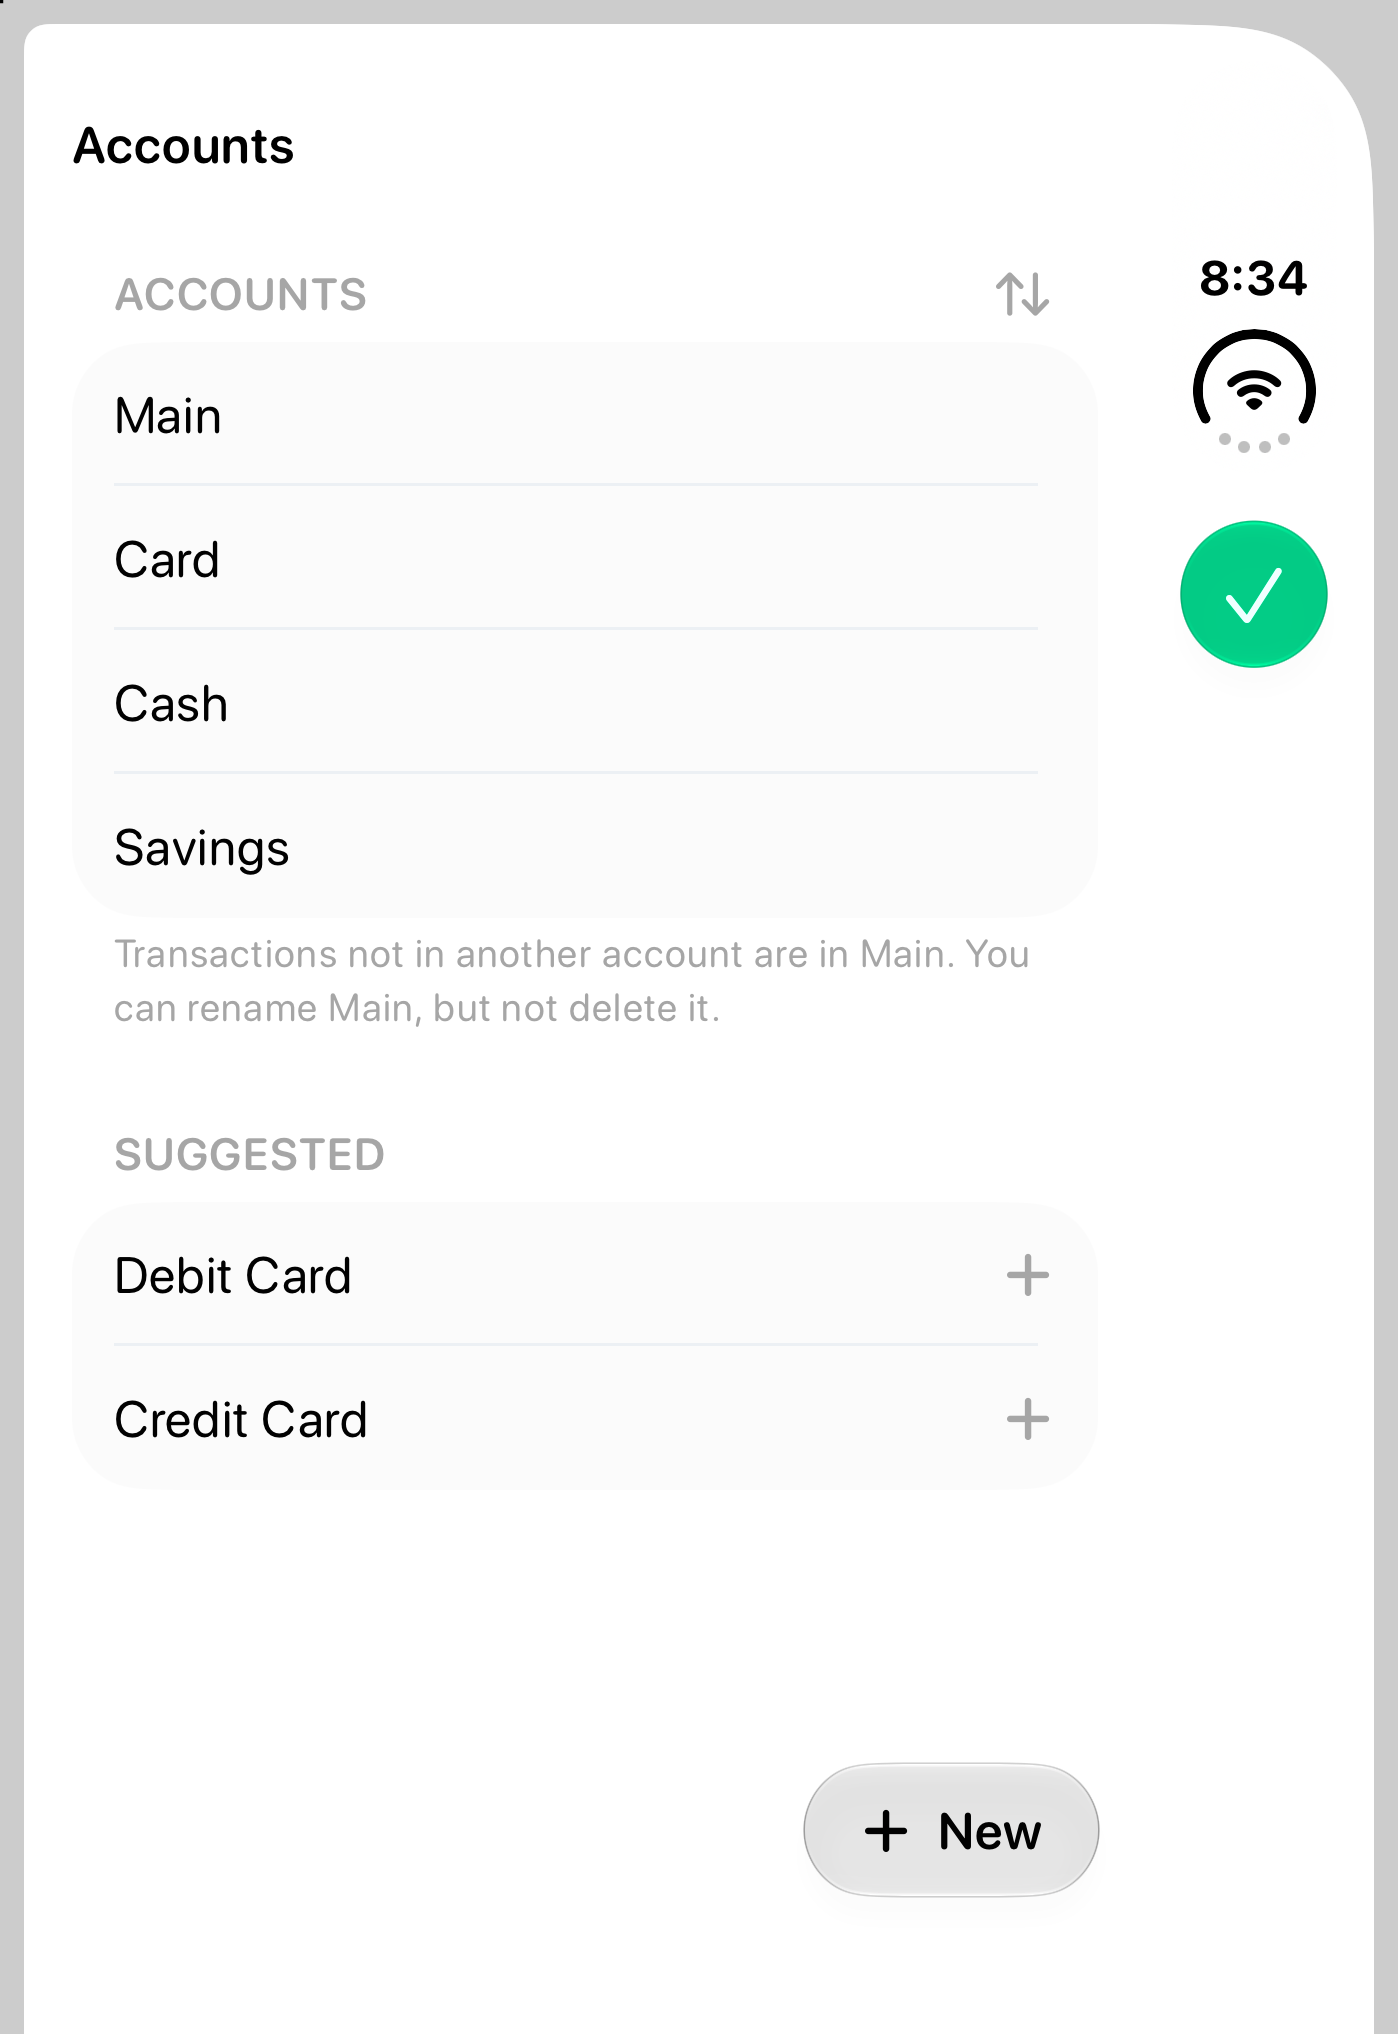 Accounts
8:34
ACCOUNTS
Main
Card
Cash
Savings
Transactions not in another account are in Main. You
can rename Main, but not delete it.
SUGGESTED
Debit Card
Credit Card
New